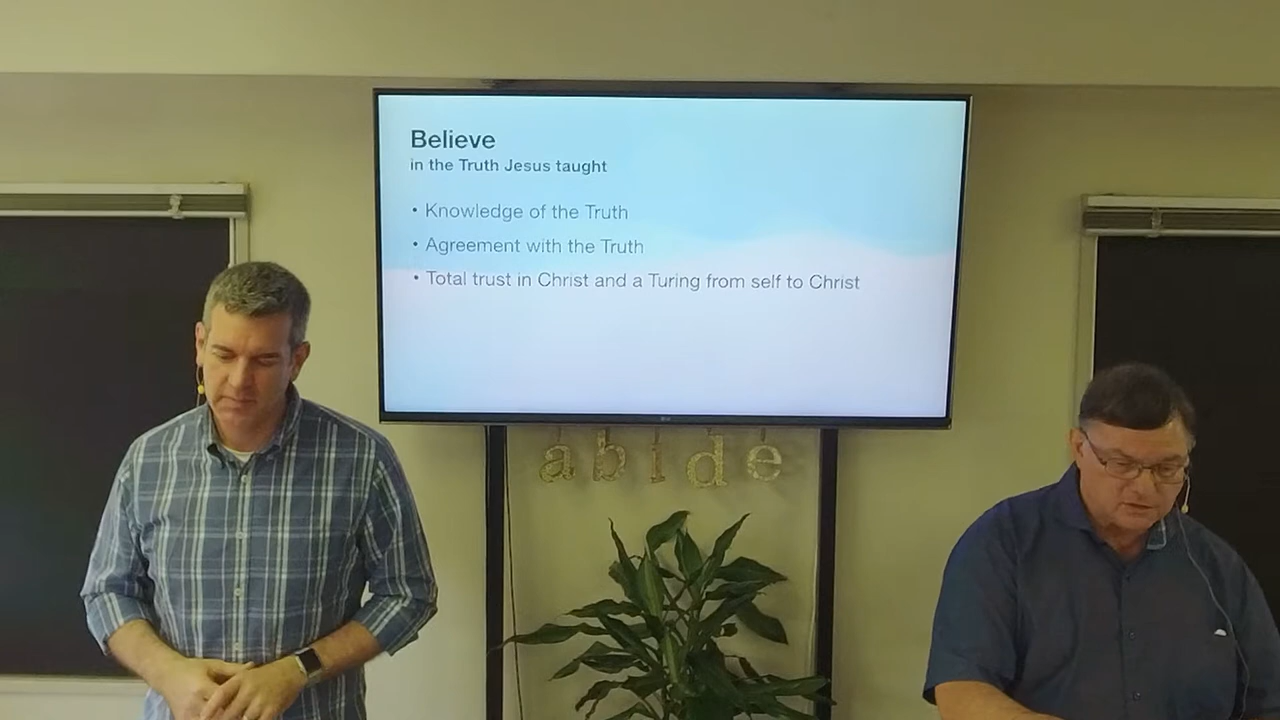 Believe
in the Truth Jesus taught
• Knowledge of the Truth
• Agreement with the Truth
• Total trust in Christ and a Turing from self to Christ
abide